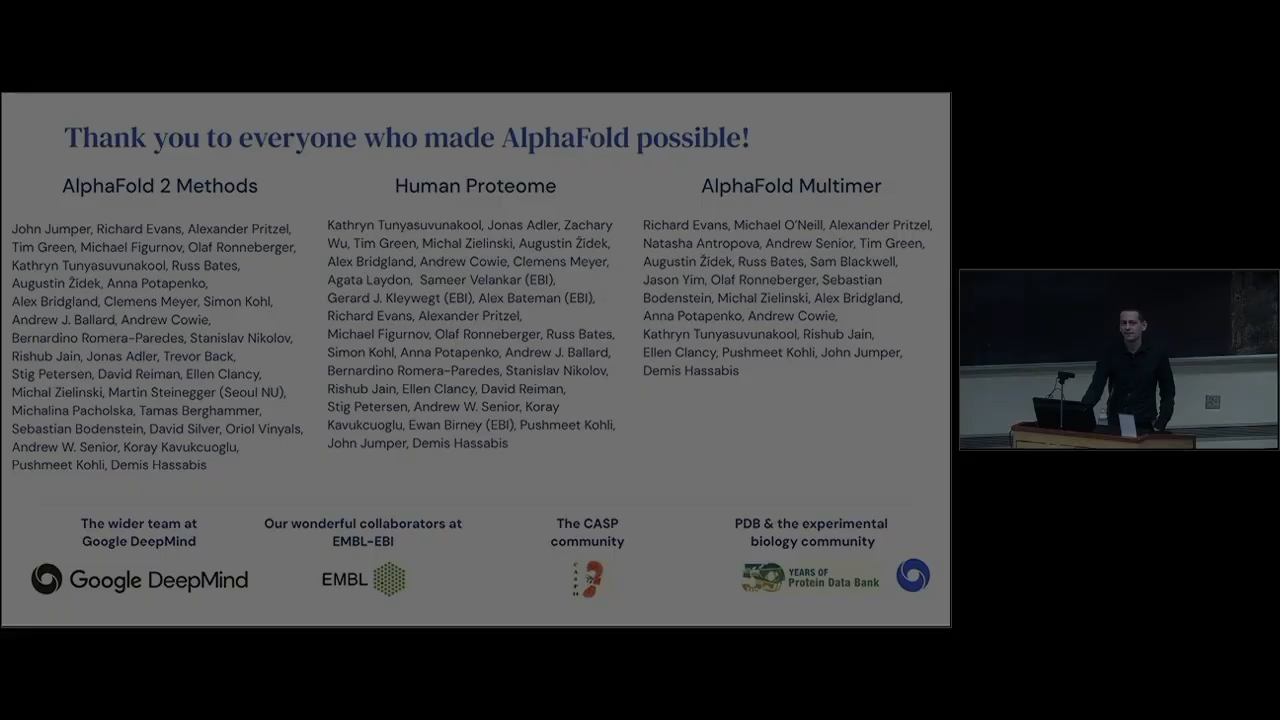 Thank you to everyone who made AlphaFold possible!
AlphaFold 2 Methods
John Jumper, Richard Evans, Alexander Pritzel,
Tim Green, Michael Figurnov, Olaf Ronneberger,
Kathryn Tunyasuvunakool, Russ Bates,
Augustin Žídek, Anna Potapenko,
Alex Bridgland, Clemens Meyer, Simon Kohl,
Andrew J. Ballard, Andrew Cowie,
Bernardino Romera-Paredes, Stanislav Nikolov,
Rishub Jain, Jonas Adler, Trevor Back,
Stig Petersen, David Reiman, Ellen Clancy,
Michal Zielinski, Martin Steinegger (Seoul NU),
Michalina Pacholska, Tamas Berghammer,
Sebastian Bodenstein, David Silver, Oriol Vinyals,
Andrew W. Senior, Koray Kavukcuoglu,
Pushmeet Kohli, Demis Hassabis
Human Proteome
Kathryn Tunyasuvunakool, Jonas Adler, Zachary
Wu, Tim Green, Michal Zielinski, Augustin Žídek,
Alex Bridgland, Andrew Cowie, Clemens Meyer,
Agata Laydon, Sameer Velankar (EBI),
Gerard J. Kleywegt (EBI), Alex Bateman (EBI),
Richard Evans, Alexander Pritzel,
Michael Figurnov, Olaf Ronneberger, Russ Bates,
Simon Kohl, Anna Potapenko, Andrew J. Ballard,
Bernardino Romera-Paredes, Stanislav Nikolov,
Rishub Jain, Ellen Clancy, David Reiman,
Stig Petersen, Andrew W. Senior, Koray
Kavukcuoglu, Ewan Birney (EBI), Pushmeet Kohli,
John Jumper, Demis Hassabis
AlphaFold Multimer
Richard Evans, Michael O'Neill, Alexander Pritzel,
Natasha Antropova, Andrew Senior, Tim Green,
Augustin Žídek, Russ Bates, Sam Blackwell,
Jason Yim, Olaf Ronneberger, Sebastian
Bodenstein, Michal Zielinski, Alex Bridgland,
Anna Potapenko, Andrew Cowie,
Kathryn Tunyasuvunakool, Rishub Jain,
Ellen Clancy, Pushmeet Kohli, John Jumper,
Demis Hassabis
The wider team at
Google DeepMind
Google DeepMind
Our wonderful collaborators at
EMBL-EBI
EMBL
The CASP
community
PDB & the experimental
biology community
50 YEARS OF
Protein Data Bank